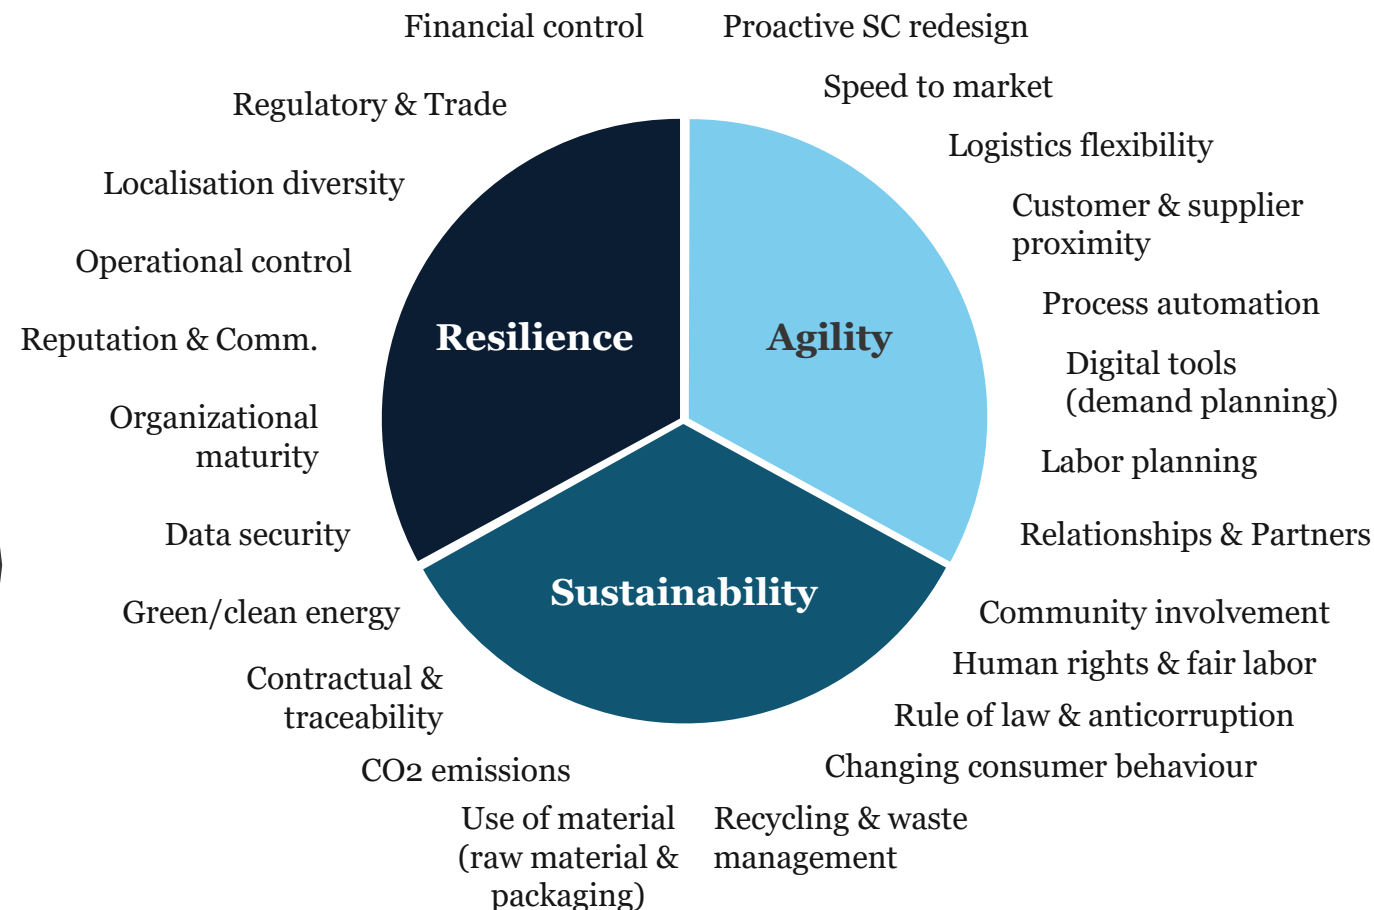 Financial control
Proactive SC redesign
Speed to market
Regulatory & Trade
Logistics flexibility
Localisation diversity
Customer & supplier
proximity
Operational control
Process automation
Reputation & Comm.
Resilience
Agility
Digital tools
(demand planning)
Organizational
maturity
Labor planning
Data security
Relationships & Partners
Sustainability
Green/clean energy
Community involvement
Human rights & fair labor
Contractual &
traceability
Rule of law & anticorruption
CO2 emissions
Changing consumer behaviour
Use of material
(raw material &
packaging)
Recycling & waste
management